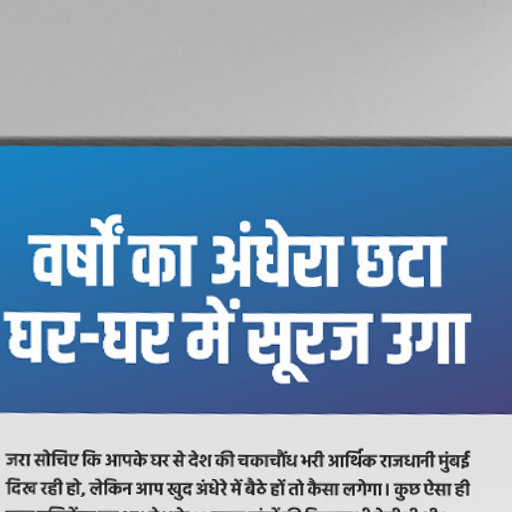 वर्षों का अंधेरा छटा
घर-घर में सूरज उगा
जरा सोचिए कि आपके घर से देश की चकाचौंध भरी आर्थिक राजधानी मुंबई
दिख रही हो, लेकिन आप खुद अंधेरे में बैठे हों तो कैसा लगेगा। कुछ ऐसा ही